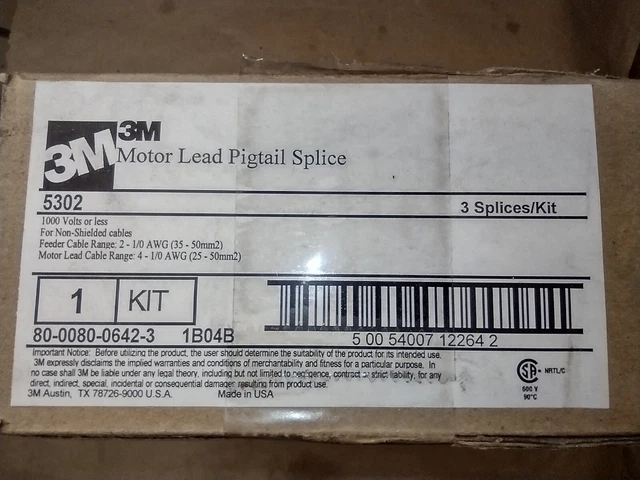 3M
3M
Motor Lead Pigtail Splice
5302
3 Splices/Kit
1000 Volts or less
For Non-Shielded cables
Feeder Cable Range: 2 - 1/0 AWG (35 - 50mm2)
Motor Lead Cable Range: 4 - 1/0 AWG (25 - 50mm2)
1 KIT
80-0080-0642-3 1B04B
5 00 54007 12264 2
Important Notice: Before utilizing the product, the user should determine the suitability of the product for its intended use.
3M expressly disclaims the implied warranties and conditions of merchantability and fitness for a particular purpose. In
no case shall 3M be liable under any legal theory, including but not limited to negligence, contract or strict liability, for any
direct, indirect, special, incidental or consequential damager resulting from product use.
3M Austin, TX 78726-9000 U.S.A. Made in USA
SA NRTL/C
600 V
90°C